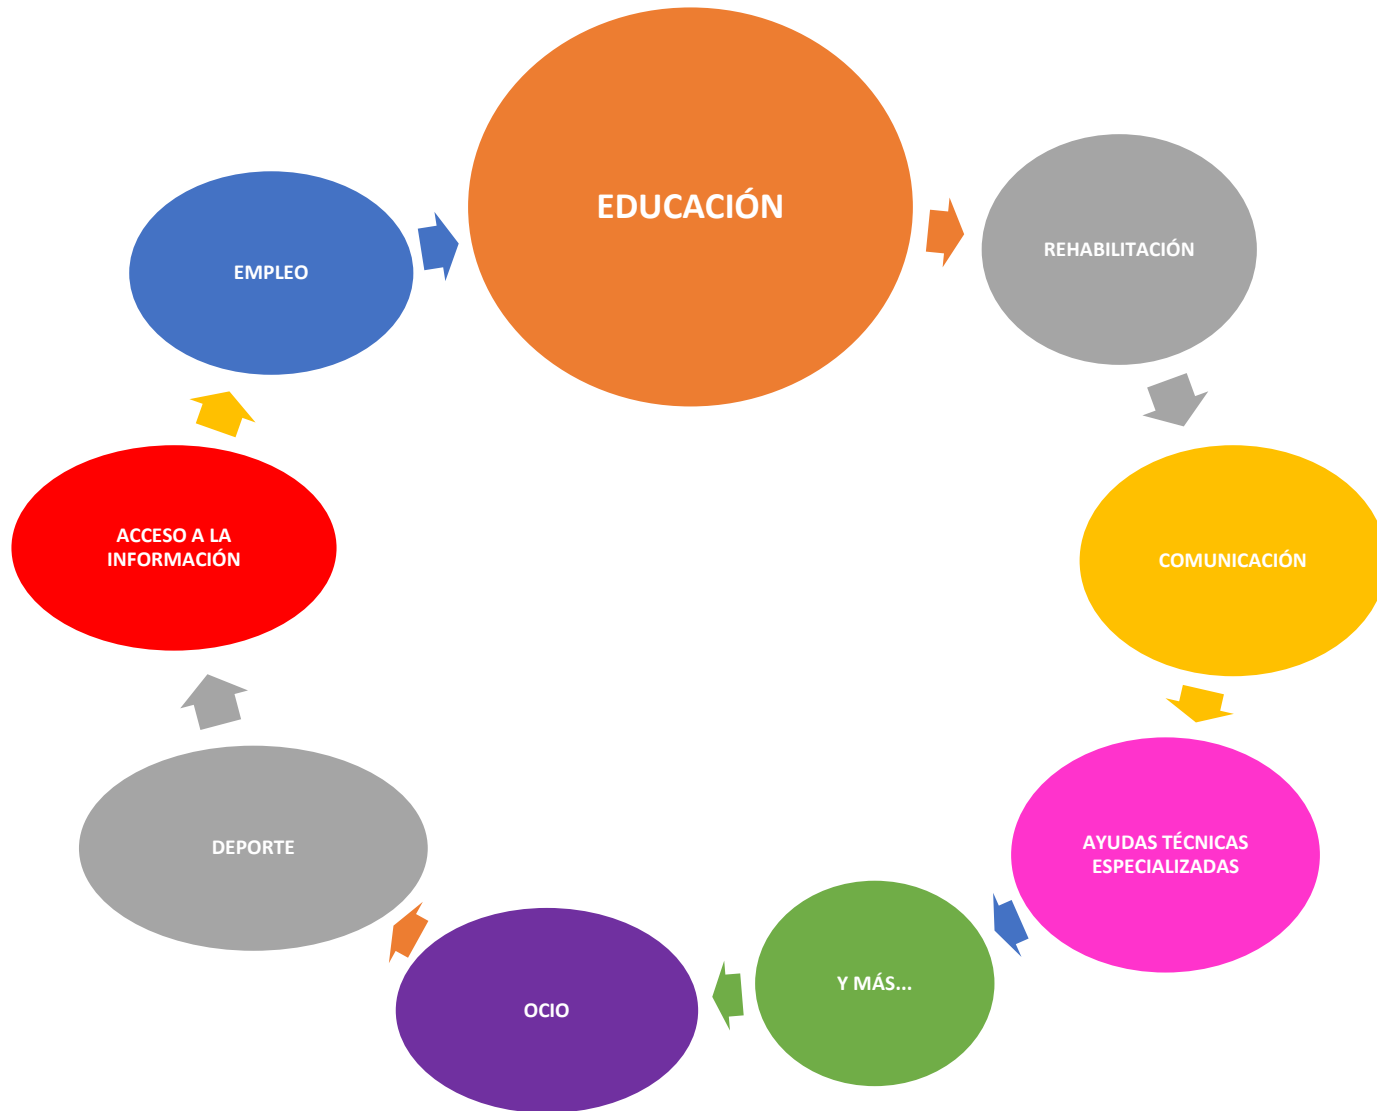 EDUCACIÓN
REHABILITACIÓN
COMUNICACIÓN
AYUDAS TÉCNICAS
ESPECIALIZADAS
Y MÁS...
OCIO
DEPORTE
ACCESO A LA
INFORMACIÓN
EMPLEO